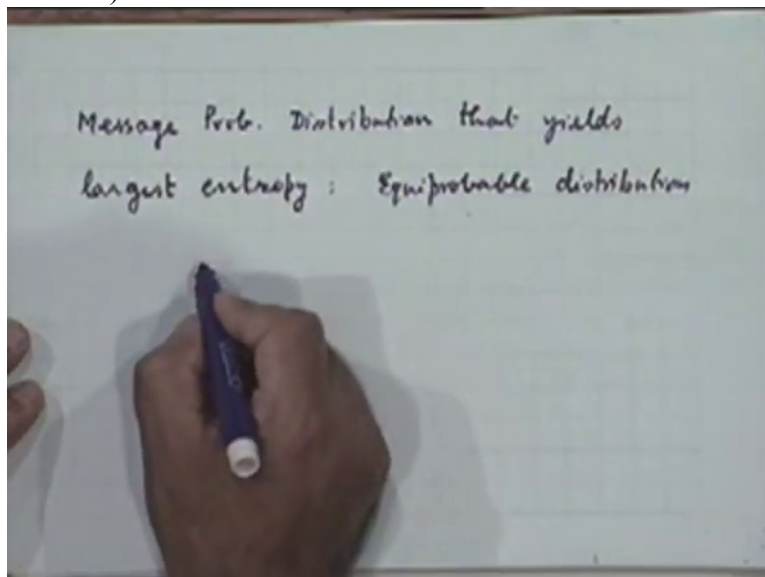 Message Prob. Distribution that yields
largest entropy : Equiprobable distribution